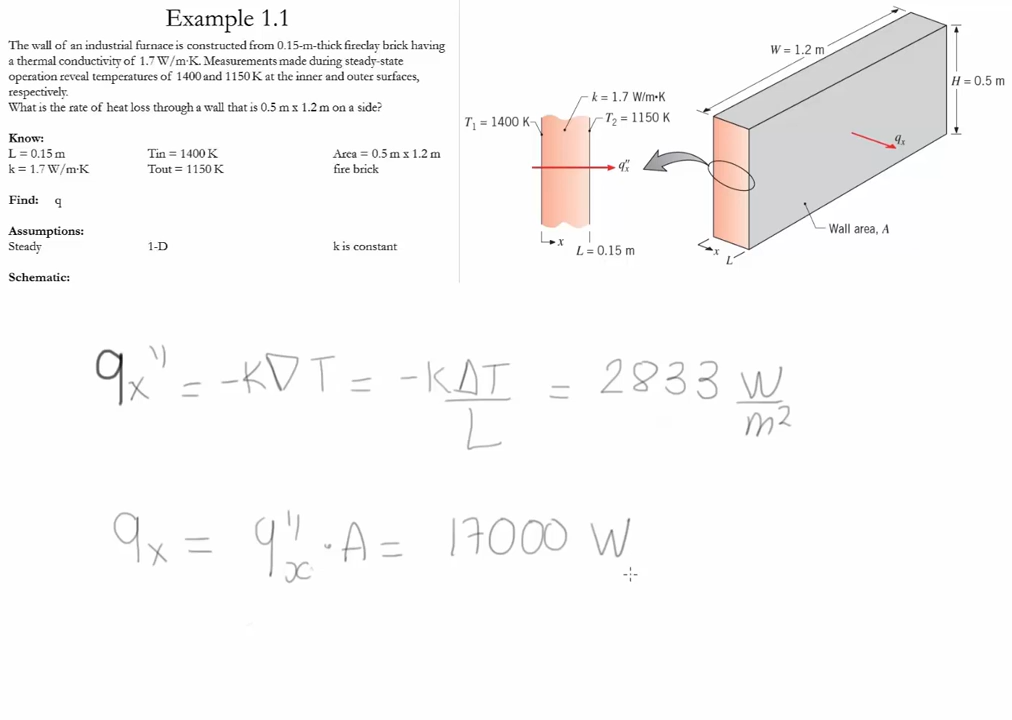 Example 1.1
The wall of an industrial furnace is constructed from 0.15-m-thick fireclay brick having
a thermal conductivity of 1.7 W/m·K. Measurements made during steady-state
operation reveal temperatures of 1400 and 1150 K at the inner and outer surfaces,
respectively.
What is the rate of heat loss through a wall that is 0.5 m x 1.2 m on a side?
Know:
L = 0.15 m Tin = 1400 K Area = 0.5 m x 1.2 m
k = 1.7 W/m·K Tout = 1150 K fire brick
Find: q
Assumptions:
Steady 1-D k is constant
Schematic:
k = 1.7 W/m•K
T₁ = 1400 K
T₂ = 1150 K
qₓ″
x
L = 0.15 m
W = 1.2 m
H = 0.5 m
qₓ
Wall area, A
x
L
qₓ″ = -K∇T = -KΔT/L = 2833 W/m²
qₓ = qₓ″ · A = 17000 W